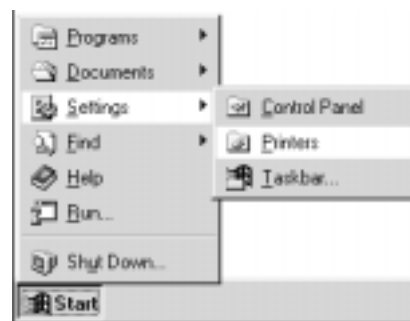 Programs
Documents
Settings
Find
Help
Run...
Shut Down...
Start
Control Panel
Printers
Taskbar...